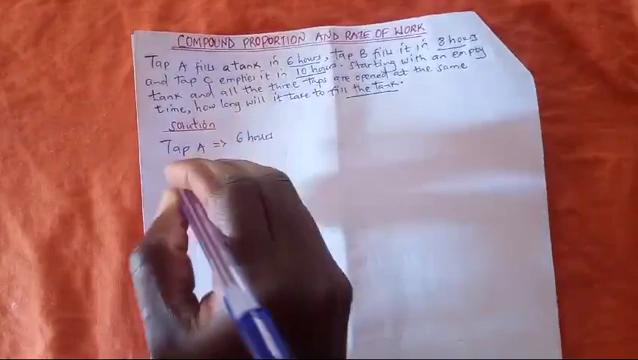 COMPOUND PROPORTION AND RATE OF WORK
Tap A fills a tank in 6 hours, Tap B fills it in 8 hours
and Tap C empties it in 10 hours. Starting with an empty
tank and all the three Taps are opened at the same
time, how long will it take to fill the Tank.
Solution
Tap A => 6 hours